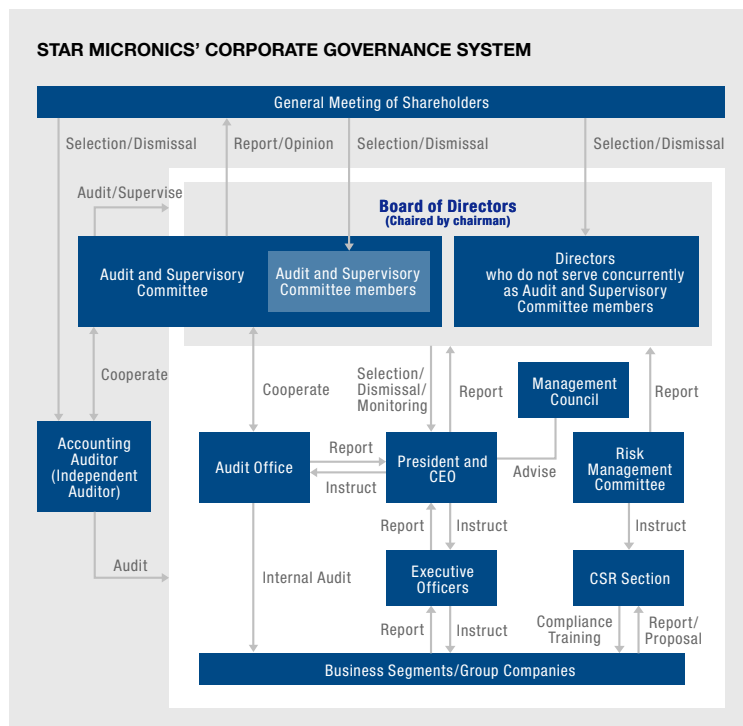 STAR MICRONICS’ CORPORATE GOVERNANCE SYSTEM
General Meeting of Shareholders
Selection/Dismissal
Report/Opinion
Selection/Dismissal
Selection/Dismissal
Audit/Supervise
Board of Directors
(Chaired by chairman)
Audit and Supervisory
Committee
Audit and Supervisory
Committee members
Directors
who do not serve concurrently
as Audit and Supervisory
Committee members
Cooperate
Cooperate
Selection/
Dismissal/
Monitoring
Report
Management
Council
Report
Accounting
Auditor
(Independent
Auditor)
Audit Office
Report
Instruct
President and
CEO
Advise
Risk
Management
Committee
Report
Instruct
Instruct
Audit
Internal Audit
Executive
Officers
CSR Section
Report
Instruct
Compliance
Training
Report/
Proposal
Business Segments/Group Companies